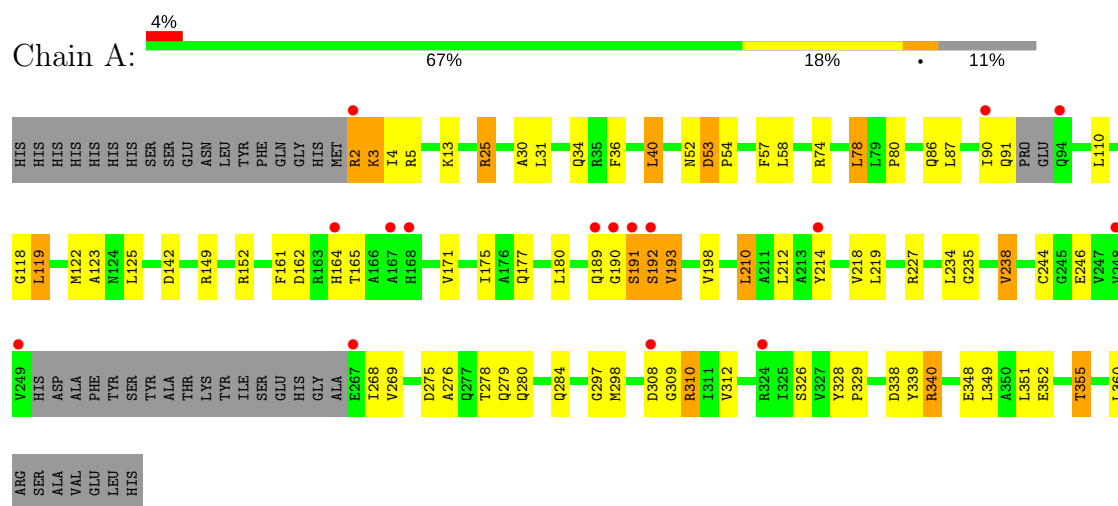 4%
Chain A:
67% 18% • 11%
HIS HIS HIS HIS HIS HIS HIS SER SER GLU ASN LEU TYR PHE GLN GLY HIS MET R2 K3 I4 R5 K13 R25 A30 L31 Q34 R35 F36 L40 N52 D53 P54 F57 L58 R74 L78 L79 P80 Q86 L87 I90 Q91 PRO GLU Q94 L110
G118 L119 M122 A123 N124 L125 D142 R149 R152 F161 D162 R163 H164 T165 A166 A167 H168 V171 I175 A176 Q177 L180 Q189 G190 S191 S192 V193 V198 L210 A211 L212 A213 Y214 V218 L219 R227 L234 G235 V238 C244 G245 E246 V247
V249 HIS ASP ALA PHE TYR SER TYR ALA THR LYS TYR ILE SER GLU HIS GLY ALA E267 I268 V269 D275 A276 Q277 T278 Q279 Q280 Q284 G297 M298 D308 G309 R310 I311 V312 R324 I325 S326 V327 Y328 P329 D338 Y339 R340 E348 L349 A350 L351 E352 T355 L360
ARG SER ALA VAL GLU LEU HIS